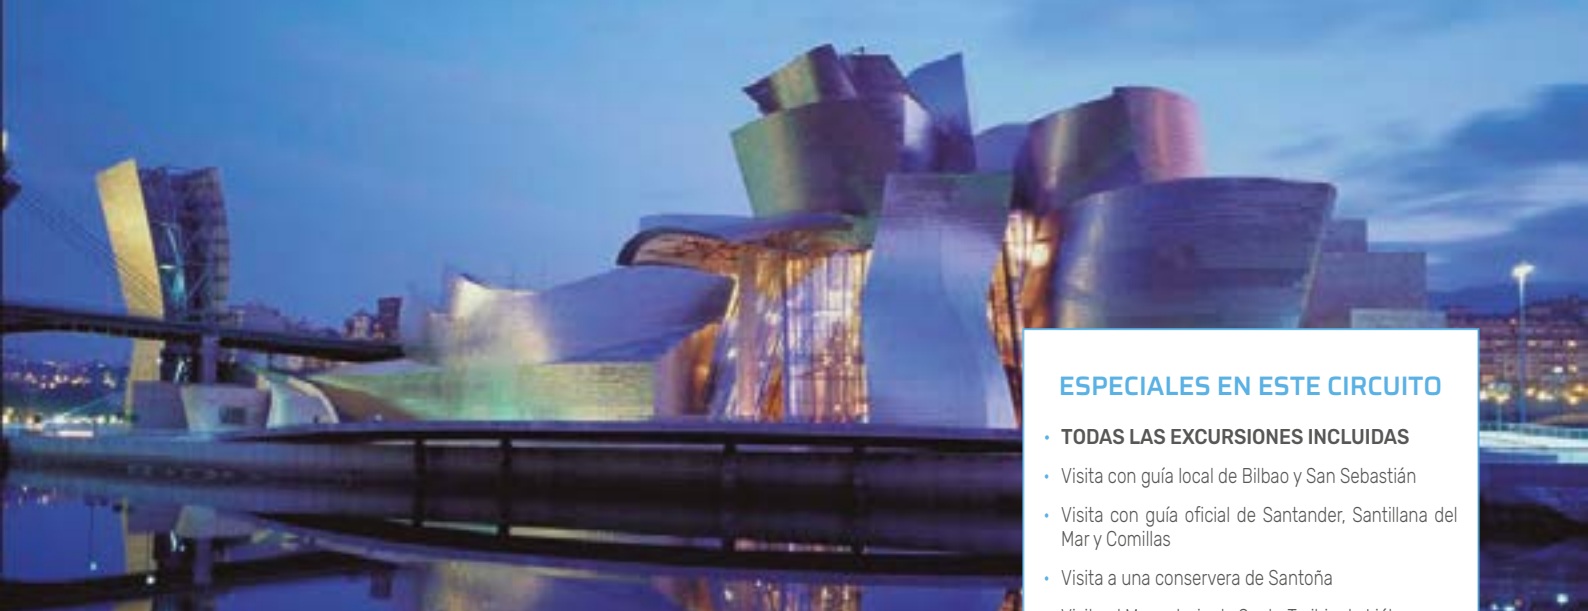 ESPECIALES EN ESTE CIRCUITO
• TODAS LAS EXCURSIONES INCLUIDAS
• Visita con guía local de Bilbao y San Sebastián
• Visita con guía oficial de Santander, Santillana del
Mar y Comillas
• Visita a una conservera de Santoña